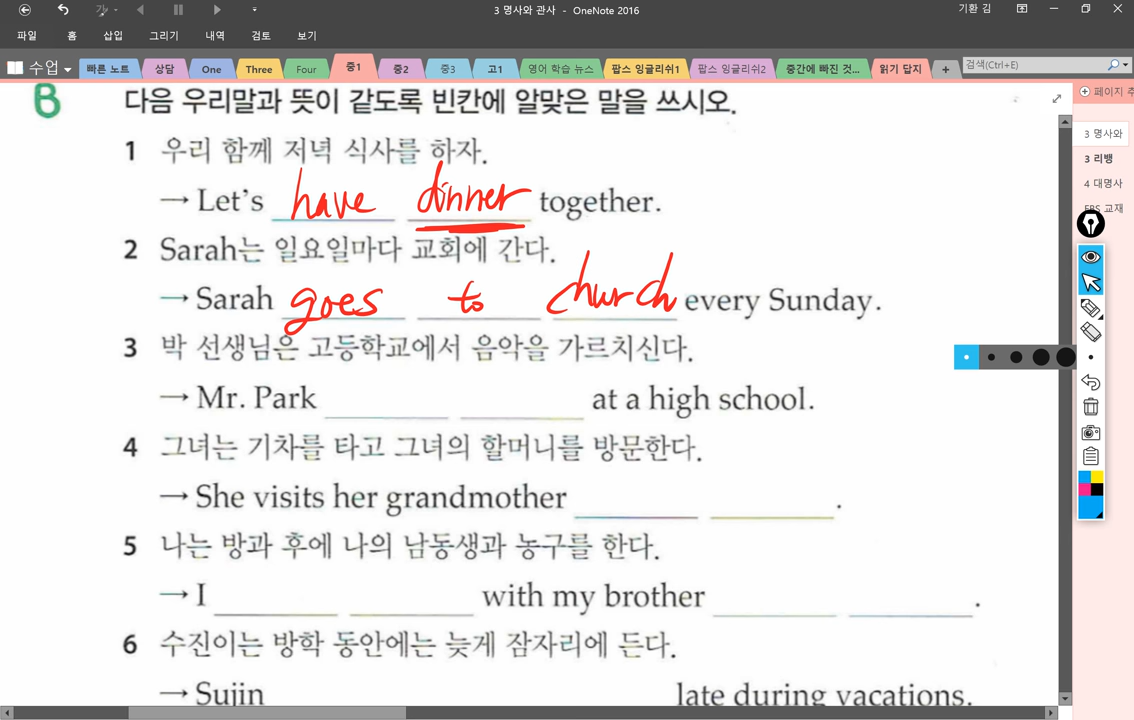 3 명사와 관사 - OneNote 2016
기환 김
파일 홈 삽입 그리기 내역 검토 보기
수업 빠른 노트 상담 One Three Four 중1 중2 중3 고1 영어 학습 뉴스 팝스 잉글리쉬1 팝스 잉글리쉬2 중간에 빠진 것... 읽기 답지 + 검색(Ctrl+E)
페이지 추
3 명사와
3 리뱅
4 대명사
EBS 교재
B 다음 우리말과 뜻이 같도록 빈칸에 알맞은 말을 쓰시오.
1 우리 함께 저녁 식사를 하자.
→ Let's have dinner together.
2 Sarah는 일요일마다 교회에 간다.
→ Sarah goes to church every Sunday.
3 박 선생님은 고등학교에서 음악을 가르치신다.
→ Mr. Park at a high school.
4 그녀는 기차를 타고 그녀의 할머니를 방문한다.
→ She visits her grandmother .
5 나는 방과 후에 나의 남동생과 농구를 한다.
→ I with my brother .
6 수진이는 방학 동안에는 늦게 잠자리에 든다.
→ Sujin late during vacations.